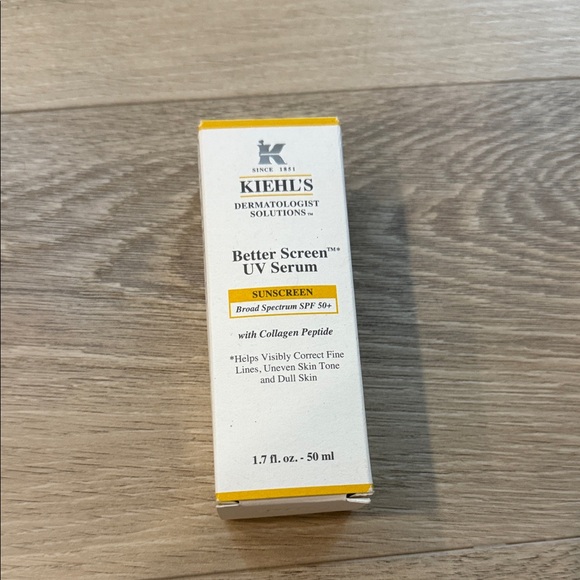 K
SINCE 1851
KIEHL'S
DERMATOLOGIST
SOLUTIONS™
Better Screen™*
UV Serum
SUNSCREEN
Broad Spectrum SPF 50+
with Collagen Peptide
*Helps Visibly Correct Fine
Lines, Uneven Skin Tone
and Dull Skin
1.7 fl. oz. - 50 ml